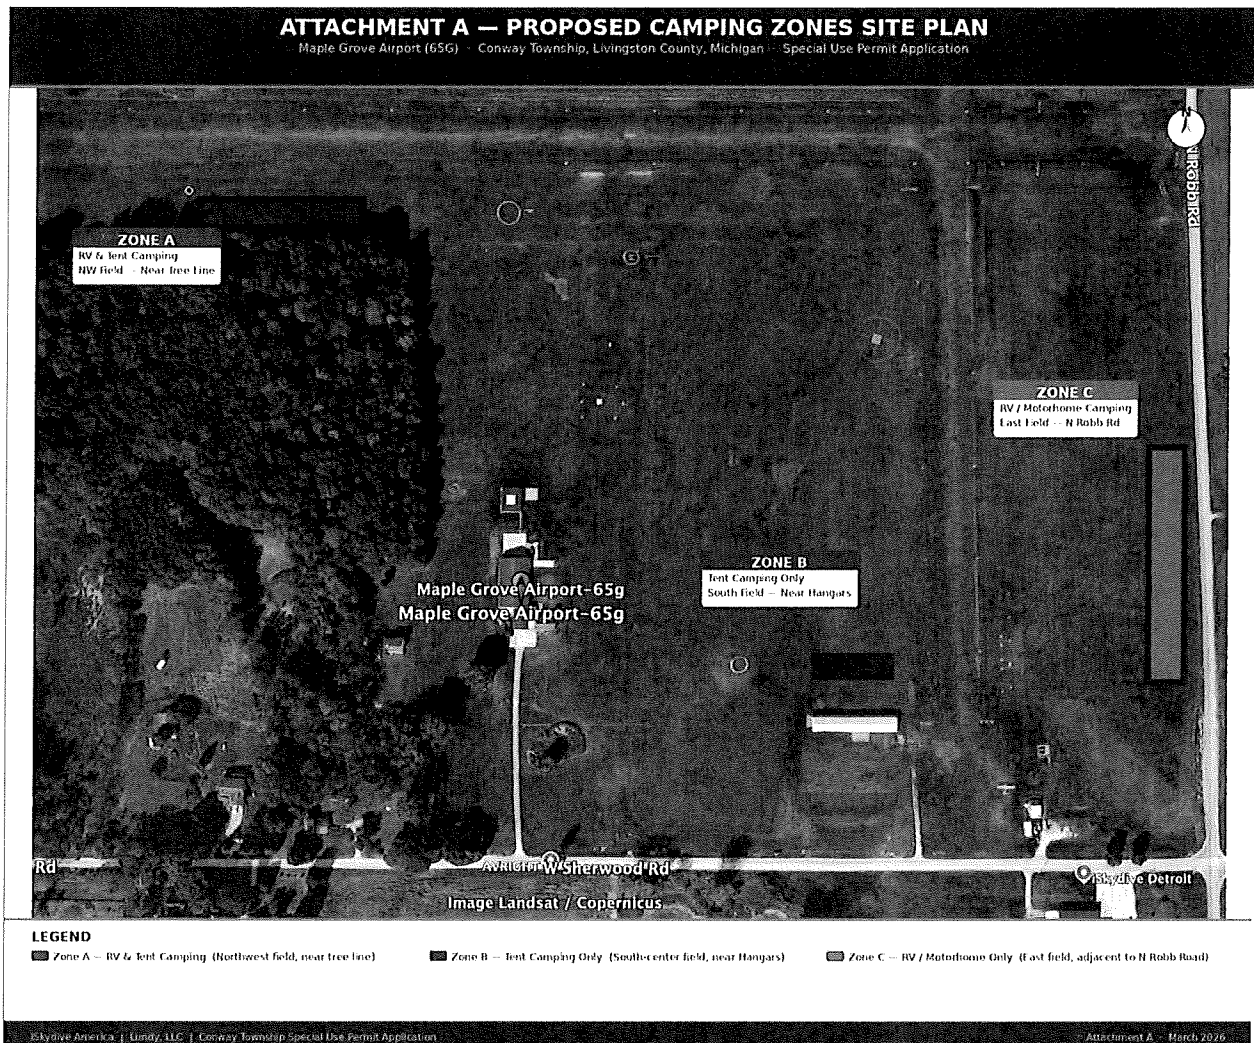 ATTACHMENT A — PROPOSED CAMPING ZONES SITE PLAN
Maple Grove Airport (65G) · Conway Township, Livingston County, Michigan · Special Use Permit Application
N Robb Rd
ZONE A
RV & Tent Camping
NW Field — Near Tree Line
ZONE C
RV / Motorhome Camping
East Field — N Robb Rd
ZONE B
Tent Camping Only
South Field — Near Hangars
Maple Grove Airport-65g
Maple Grove Airport-65g
Rd
W Sherwood Rd
iSkydive Detroit
Image Landsat / Copernicus
LEGEND
Zone A — RV & Tent Camping (Northwest field, near tree line)
Zone B — Tent Camping Only (South-center field, near Hangars)
Zone C — RV / Motorhome Only (East field, adjacent to N Robb Road)
iSkydive America | Lundy, LLC | Conway Township Special Use Permit Application
Attachment A · March 2026